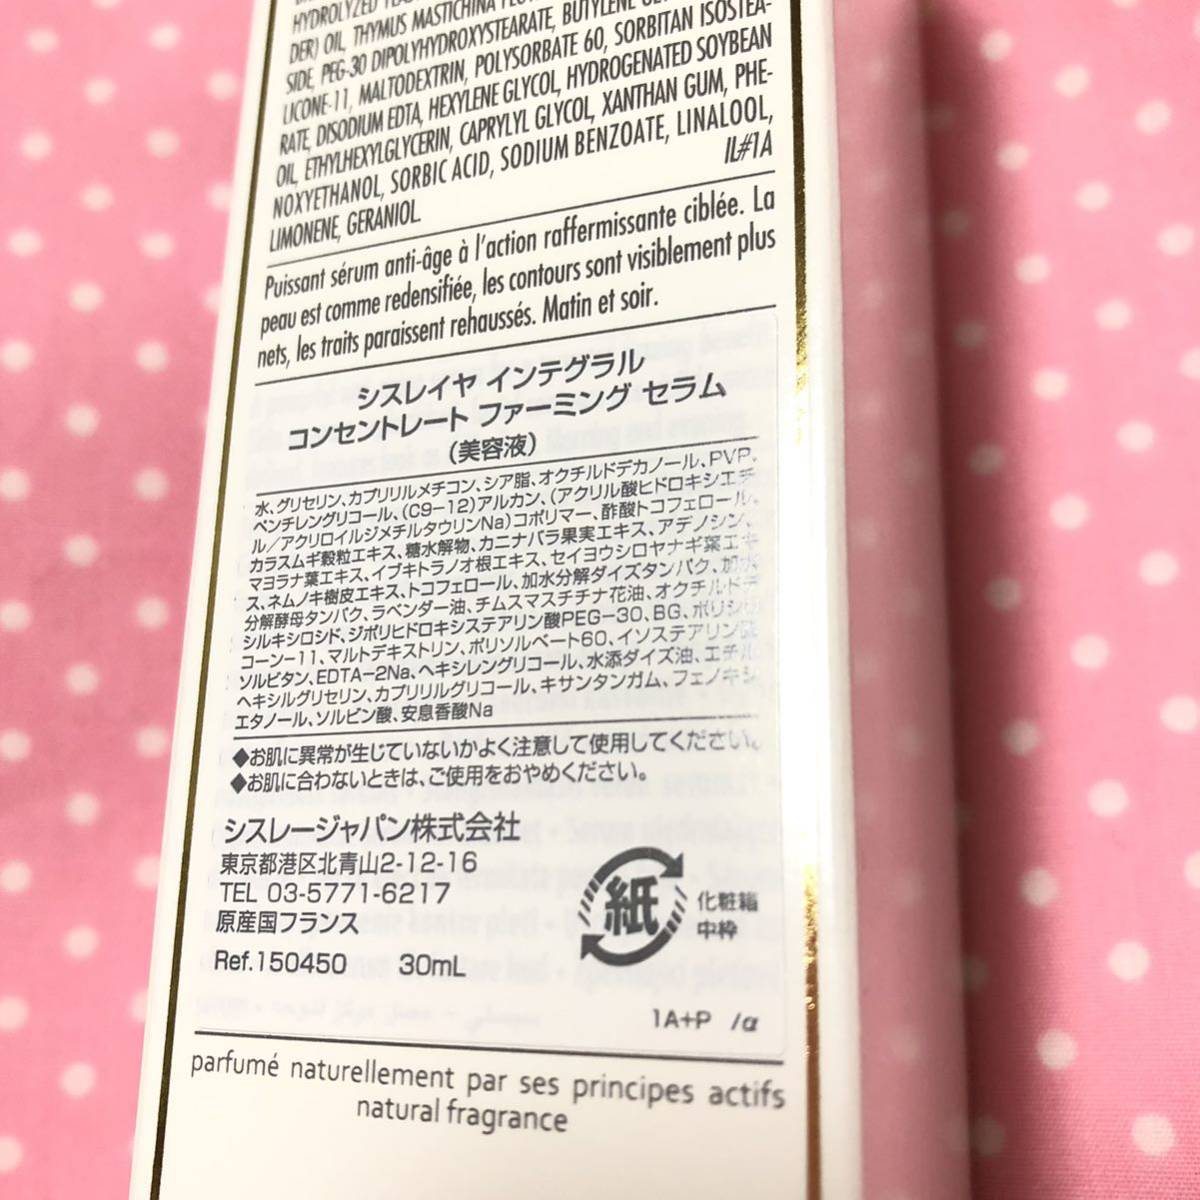 HYDROLYZED
DER) OIL, THYMUS MASTICHINA
SIDE, PEG-30 DIPOLYHYDROXYSTEARATE, BUTYLENE
LICONE-11, MALTODEXTRIN, POLYSORBATE 60, SORBITAN ISOSTEA-
RATE, DISODIUM EDTA, HEXYLENE GLYCOL, HYDROGENATED SOYBEAN
OIL, ETHYLHEXYLGLYCERIN, CAPRYLYL GLYCOL, XANTHAN GUM, PHE-
NOXYETHANOL, SORBIC ACID, SODIUM BENZOATE, LINALOOL,
LIMONENE, GERANIOL. IL#1A
Puissant sérum anti-âge à l'action raffermissante ciblée. La
peau est comme redensifiée, les contours sont visiblement plus
nets, les traits paraissent rehaussés. Matin et soir.
シスレイヤ インテグラル
コンセントレート ファーミング セラム
(美容液)
水、グリセリン、カプリリルメチコン、シア脂、オクチルドデカノール、PVP、
ペンチレングリコール、(C9-12)アルカン、(アクリル酸ヒドロキシエチ
ル/アクリロイルジメチルタウリンNa)コポリマー、酢酸トコフェロール、
カラスムギ穀粒エキス、糖水解物、カニナバラ果実エキス、アデノシン、
マヨラナ葉エキス、イブキトラノオ根エキス、セイヨウシロヤナギ葉エキ
ス、ネムノキ樹皮エキス、トコフェロール、加水分解ダイズタンパク、加水
分解酵母タンパク、ラベンダー油、チムスマスチチナ花油、オクチルドデ
シルキシロシド、ジポリヒドロキシステアリン酸PEG-30、BG、ポリシリ
コーン-11、マルトデキストリン、ポリソルベート60、イソステアリン酸
ソルビタン、EDTA-2Na、ヘキシレングリコール、水添ダイズ油、エチル
ヘキシルグリセリン、カプリリルグリコール、キサンタンガム、フェノキシ
エタノール、ソルビン酸、安息香酸Na
◆お肌に異常が生じていないかよく注意して使用してください。
◆お肌に合わないときは、ご使用をおやめください。
シスレージャパン株式会社
東京都港区北青山2-12-16
TEL 03-5771-6217
原産国フランス
Ref.150450 30mL
紙
化粧箱
中枠
1A+P /α
parfumé naturellement par ses principes actifs
natural fragrance